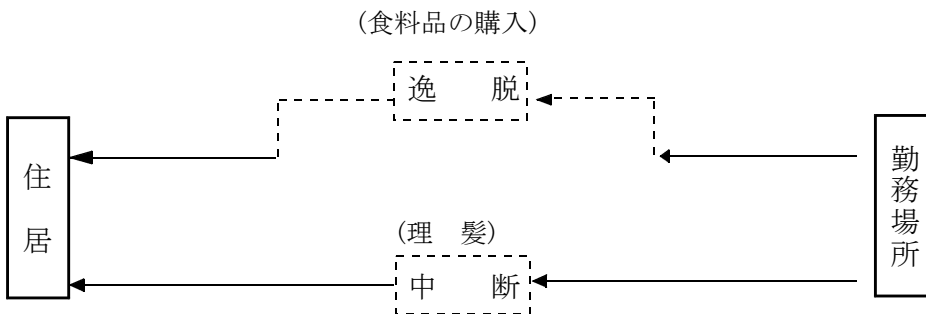 (食料品の購入)
逸　脱
住居
勤務場所
(理　髪)
中　断